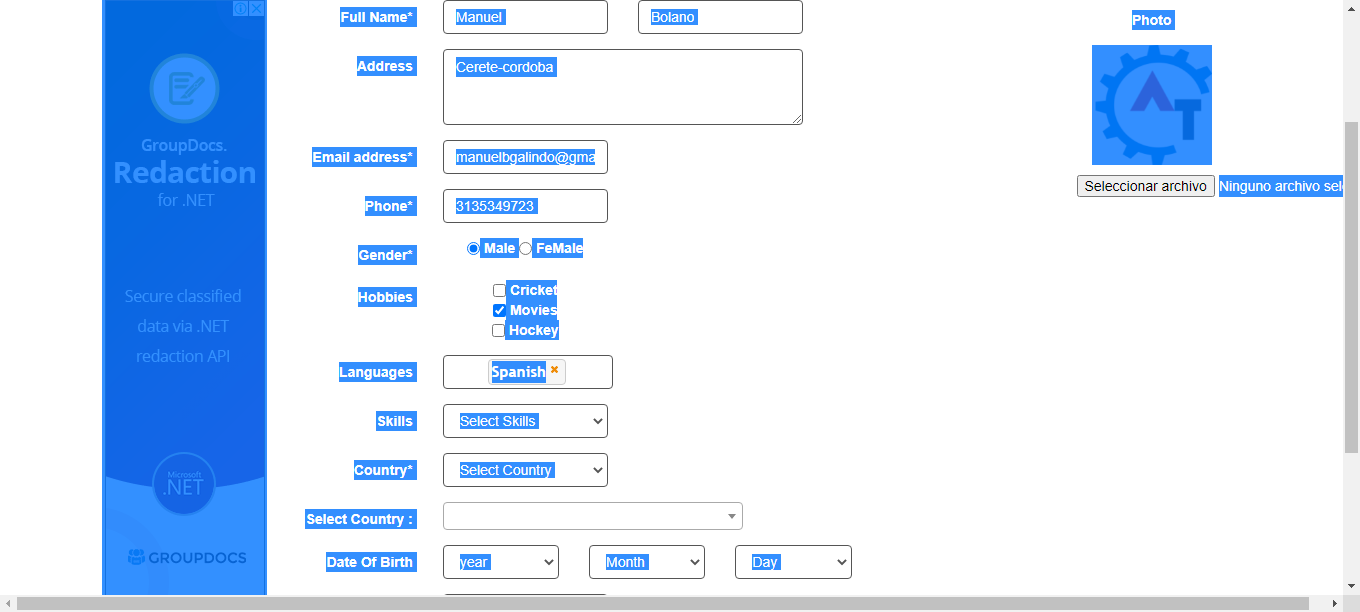 Full Name* Manuel Bolano
Photo
Address Cerete-cordoba
GroupDocs.
Redaction
for .NET
Email address* manuelbgalindo@gma
Seleccionar archivo Ninguno archivo sel
Phone* 3135349723
Gender* Male FeMale
Hobbies Cricket
Movies
Hockey
Secure classified
data via .NET
redaction API
Languages Spanish
Skills Select Skills
Country* Select Country
Microsoft
.NET
Select Country :
GROUPDOCS
Date Of Birth year Month Day